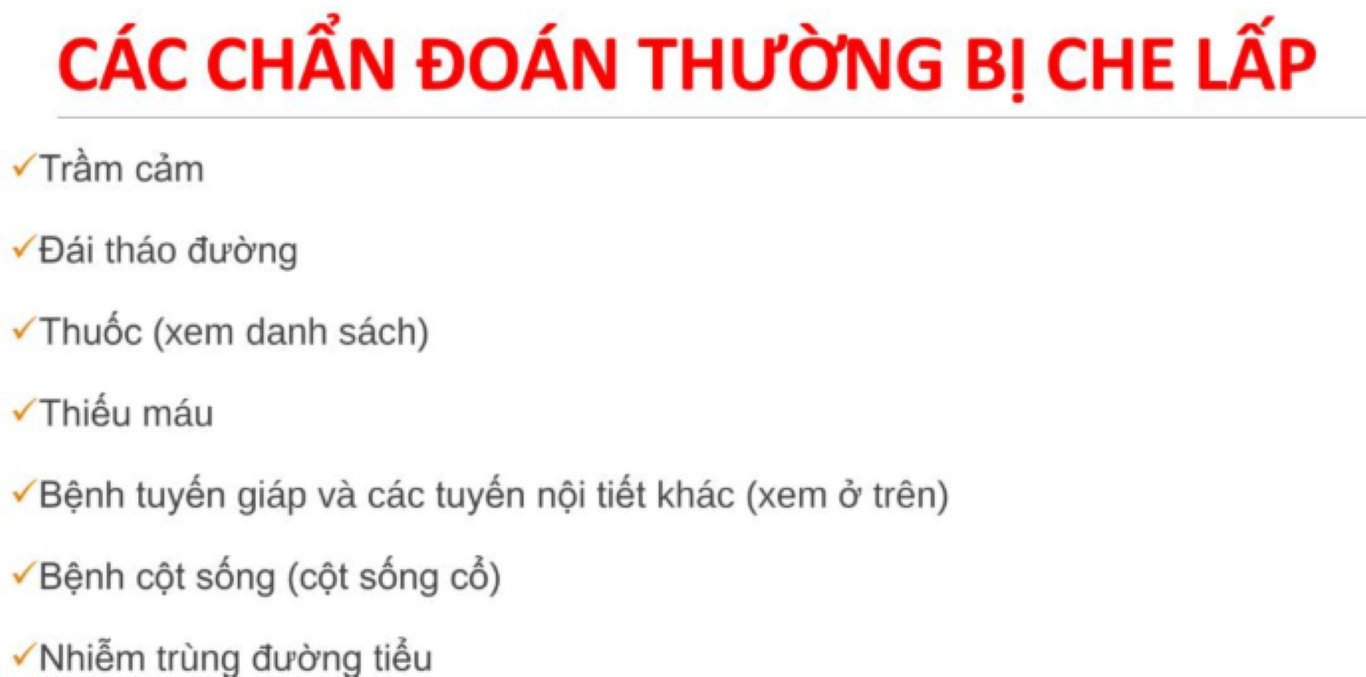 CÁC CHẨN ĐOÁN THƯỜNG BỊ CHE LẤP
✓Trầm cảm
✓Đái tháo đường
✓Thuốc (xem danh sách)
✓Thiếu máu
✓Bệnh tuyến giáp và các tuyến nội tiết khác (xem ở trên)
✓Bệnh cột sống (cột sống cổ)
✓Nhiễm trùng đường tiểu